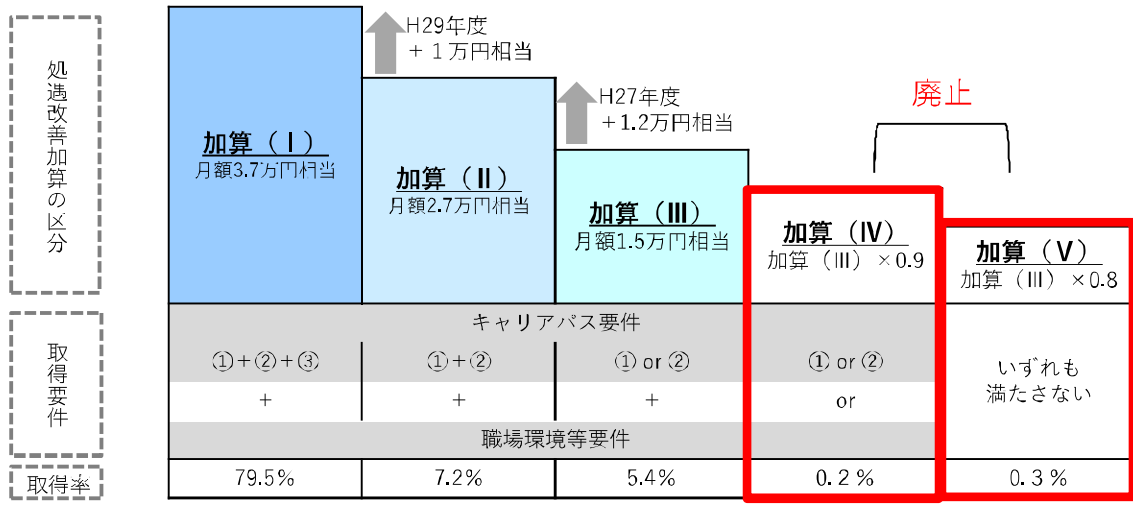 処遇改善加算の区分
H29年度
+ 1万円相当
H27年度
+1.2万円相当
廃止
加算（Ⅰ）
月額3.7万円相当
加算（Ⅱ）
月額2.7万円相当
加算（Ⅲ）
月額1.5万円相当
加算（Ⅳ）
加算（Ⅲ）×0.9
加算（Ⅴ）
加算（Ⅲ）×0.8
取得要件
キャリアパス要件
①+②+③
①+②
① or ②
① or ②
いずれも
満たさない
+
+
+
or
職場環境等要件
取得率
79.5%
7.2%
5.4%
0.2%
0.3%